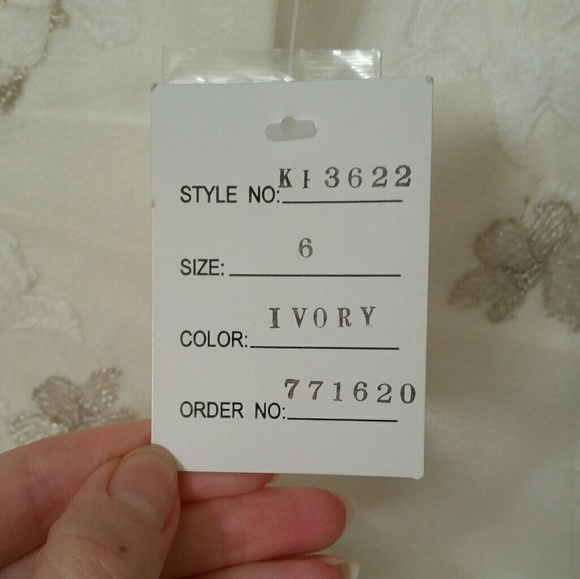 STYLE NO: KI3622
SIZE: 6
COLOR: IVORY
ORDER NO: 771620